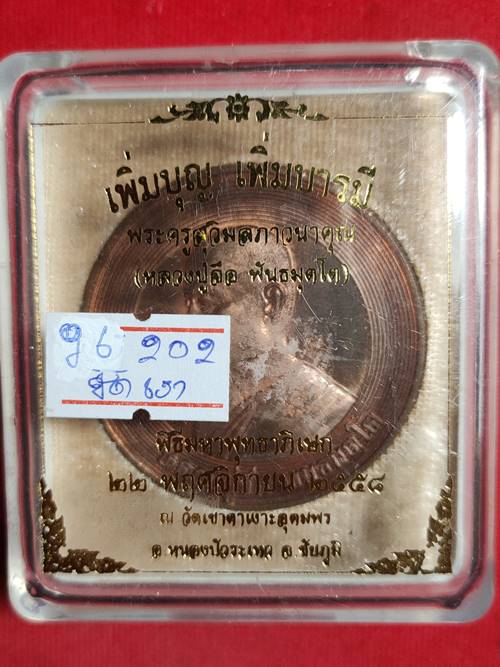 เพิ่มบุญ เพิ่มบารมี
พระครูสุวิมลภาวนาคุณ
(หลวงปู่ลือ พันธมุตโต)
202
พิธีมหาพุทธาภิเษก
๒๒ พฤศจิกายน ๒๕๕๘
ณ วัดเขาตาเงาะอุดมพร
อ.หนองบัวระเหว จ.ชัยภูมิ